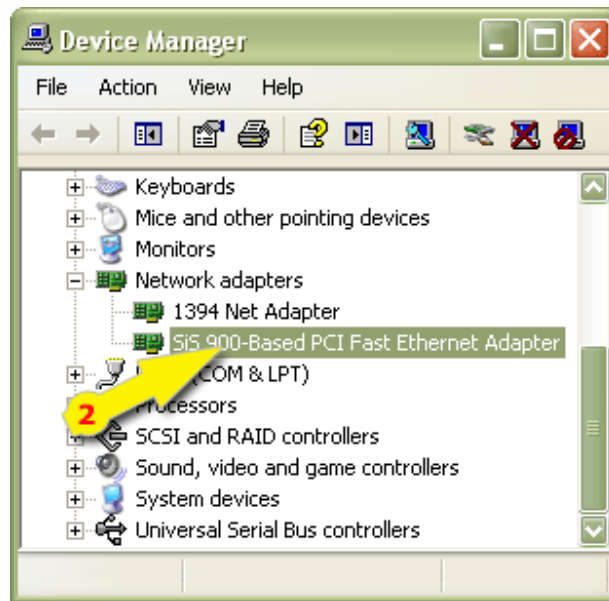 Device Manager
File Action View Help
Keyboards
Mice and other pointing devices
Monitors
Network adapters
1394 Net Adapter
SiS 900-Based PCI Fast Ethernet Adapter
(COM & LPT)
2
Processors
SCSI and RAID controllers
Sound, video and game controllers
System devices
Universal Serial Bus controllers